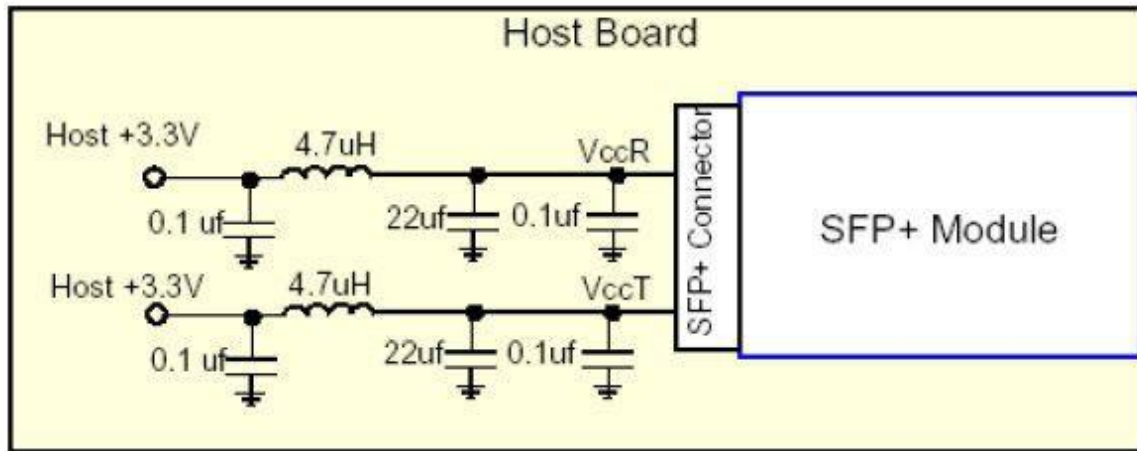 Host Board
Host +3.3V
4.7uH
VccR
0.1 uf
22uf
0.1uf
SFP+ Connector
SFP+ Module
Host +3.3V
4.7uH
VccT
0.1 uf
22uf
0.1uf